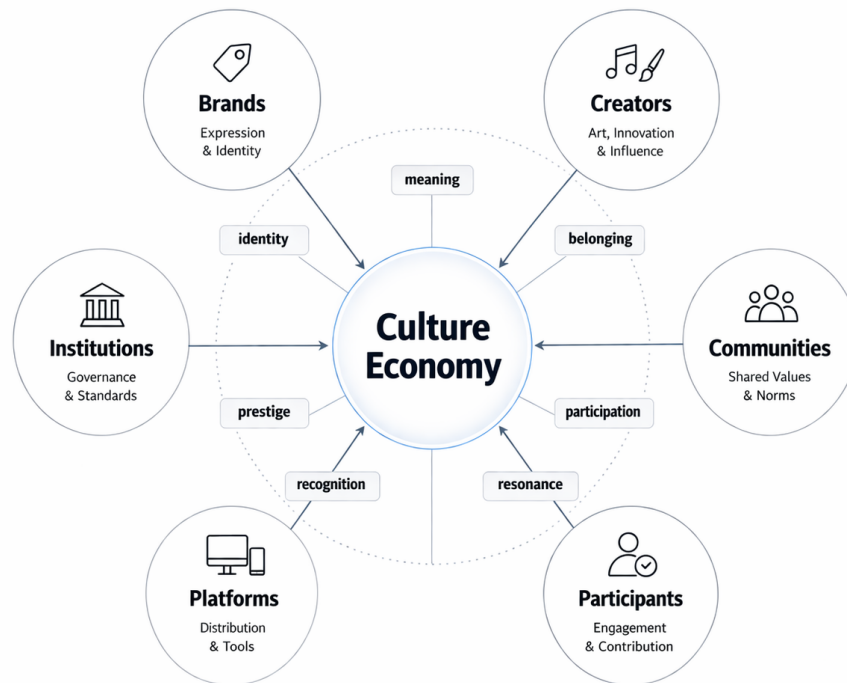 Brands
Expression
& Identity
Creators
Art, Innovation
& Influence
meaning
identity
belonging
Institutions
Governance
& Standards
Culture
Economy
Communities
Shared Values
& Norms
prestige
participation
recognition
resonance
Platforms
Distribution
& Tools
Participants
Engagement
& Contribution